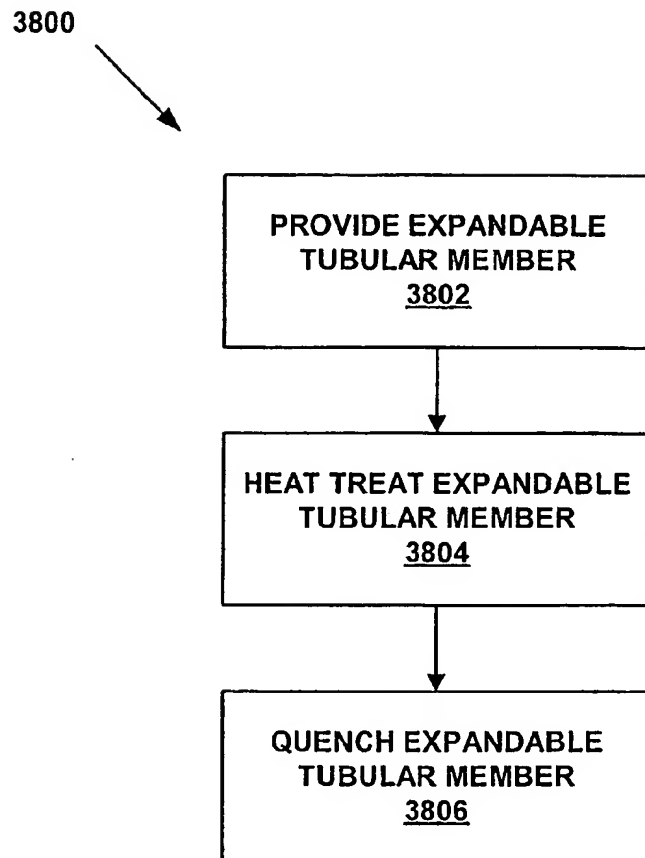 3800
PROVIDE EXPANDABLE
TUBULAR MEMBER
3802
HEAT TREAT EXPANDABLE
TUBULAR MEMBER
3804
QUENCH EXPANDABLE
TUBULAR MEMBER
3806